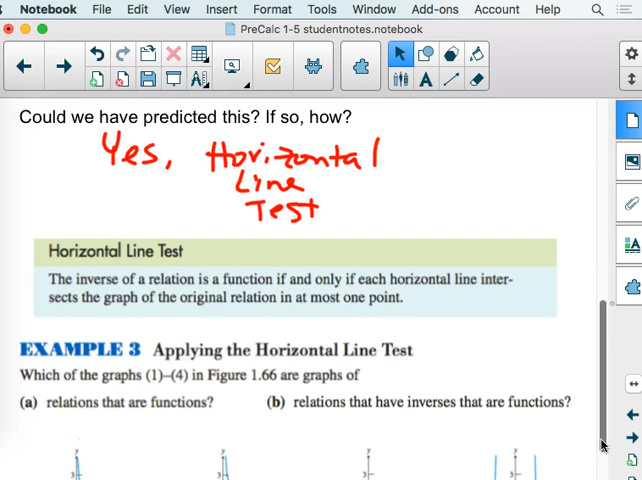 Notebook File Edit View Insert Format Tools Window Add-ons Account Help
PreCalc 1-5 studentnotes.notebook
Could we have predicted this? If so, how?
Yes, Horizontal
Line
Test
Horizontal Line Test
The inverse of a relation is a function if and only if each horizontal line inter-
sects the graph of the original relation in at most one point.
EXAMPLE 3 Applying the Horizontal Line Test
Which of the graphs (1)–(4) in Figure 1.66 are graphs of
(a) relations that are functions? (b) relations that have inverses that are functions?
y y y y
3 3 3 3